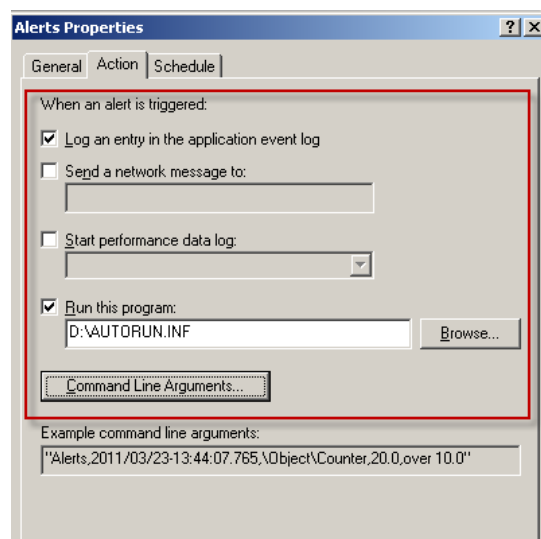 Alerts Properties
General Action Schedule
When an alert is triggered:
Log an entry in the application event log
Send a network message to:
Start performance data log:
Run this program:
D:\AUTORUN.INF
Browse...
Command Line Arguments...
Example command line arguments:
"Alerts,2011/03/23-13:44:07.765,\Object\Counter,20.0,over 10.0"